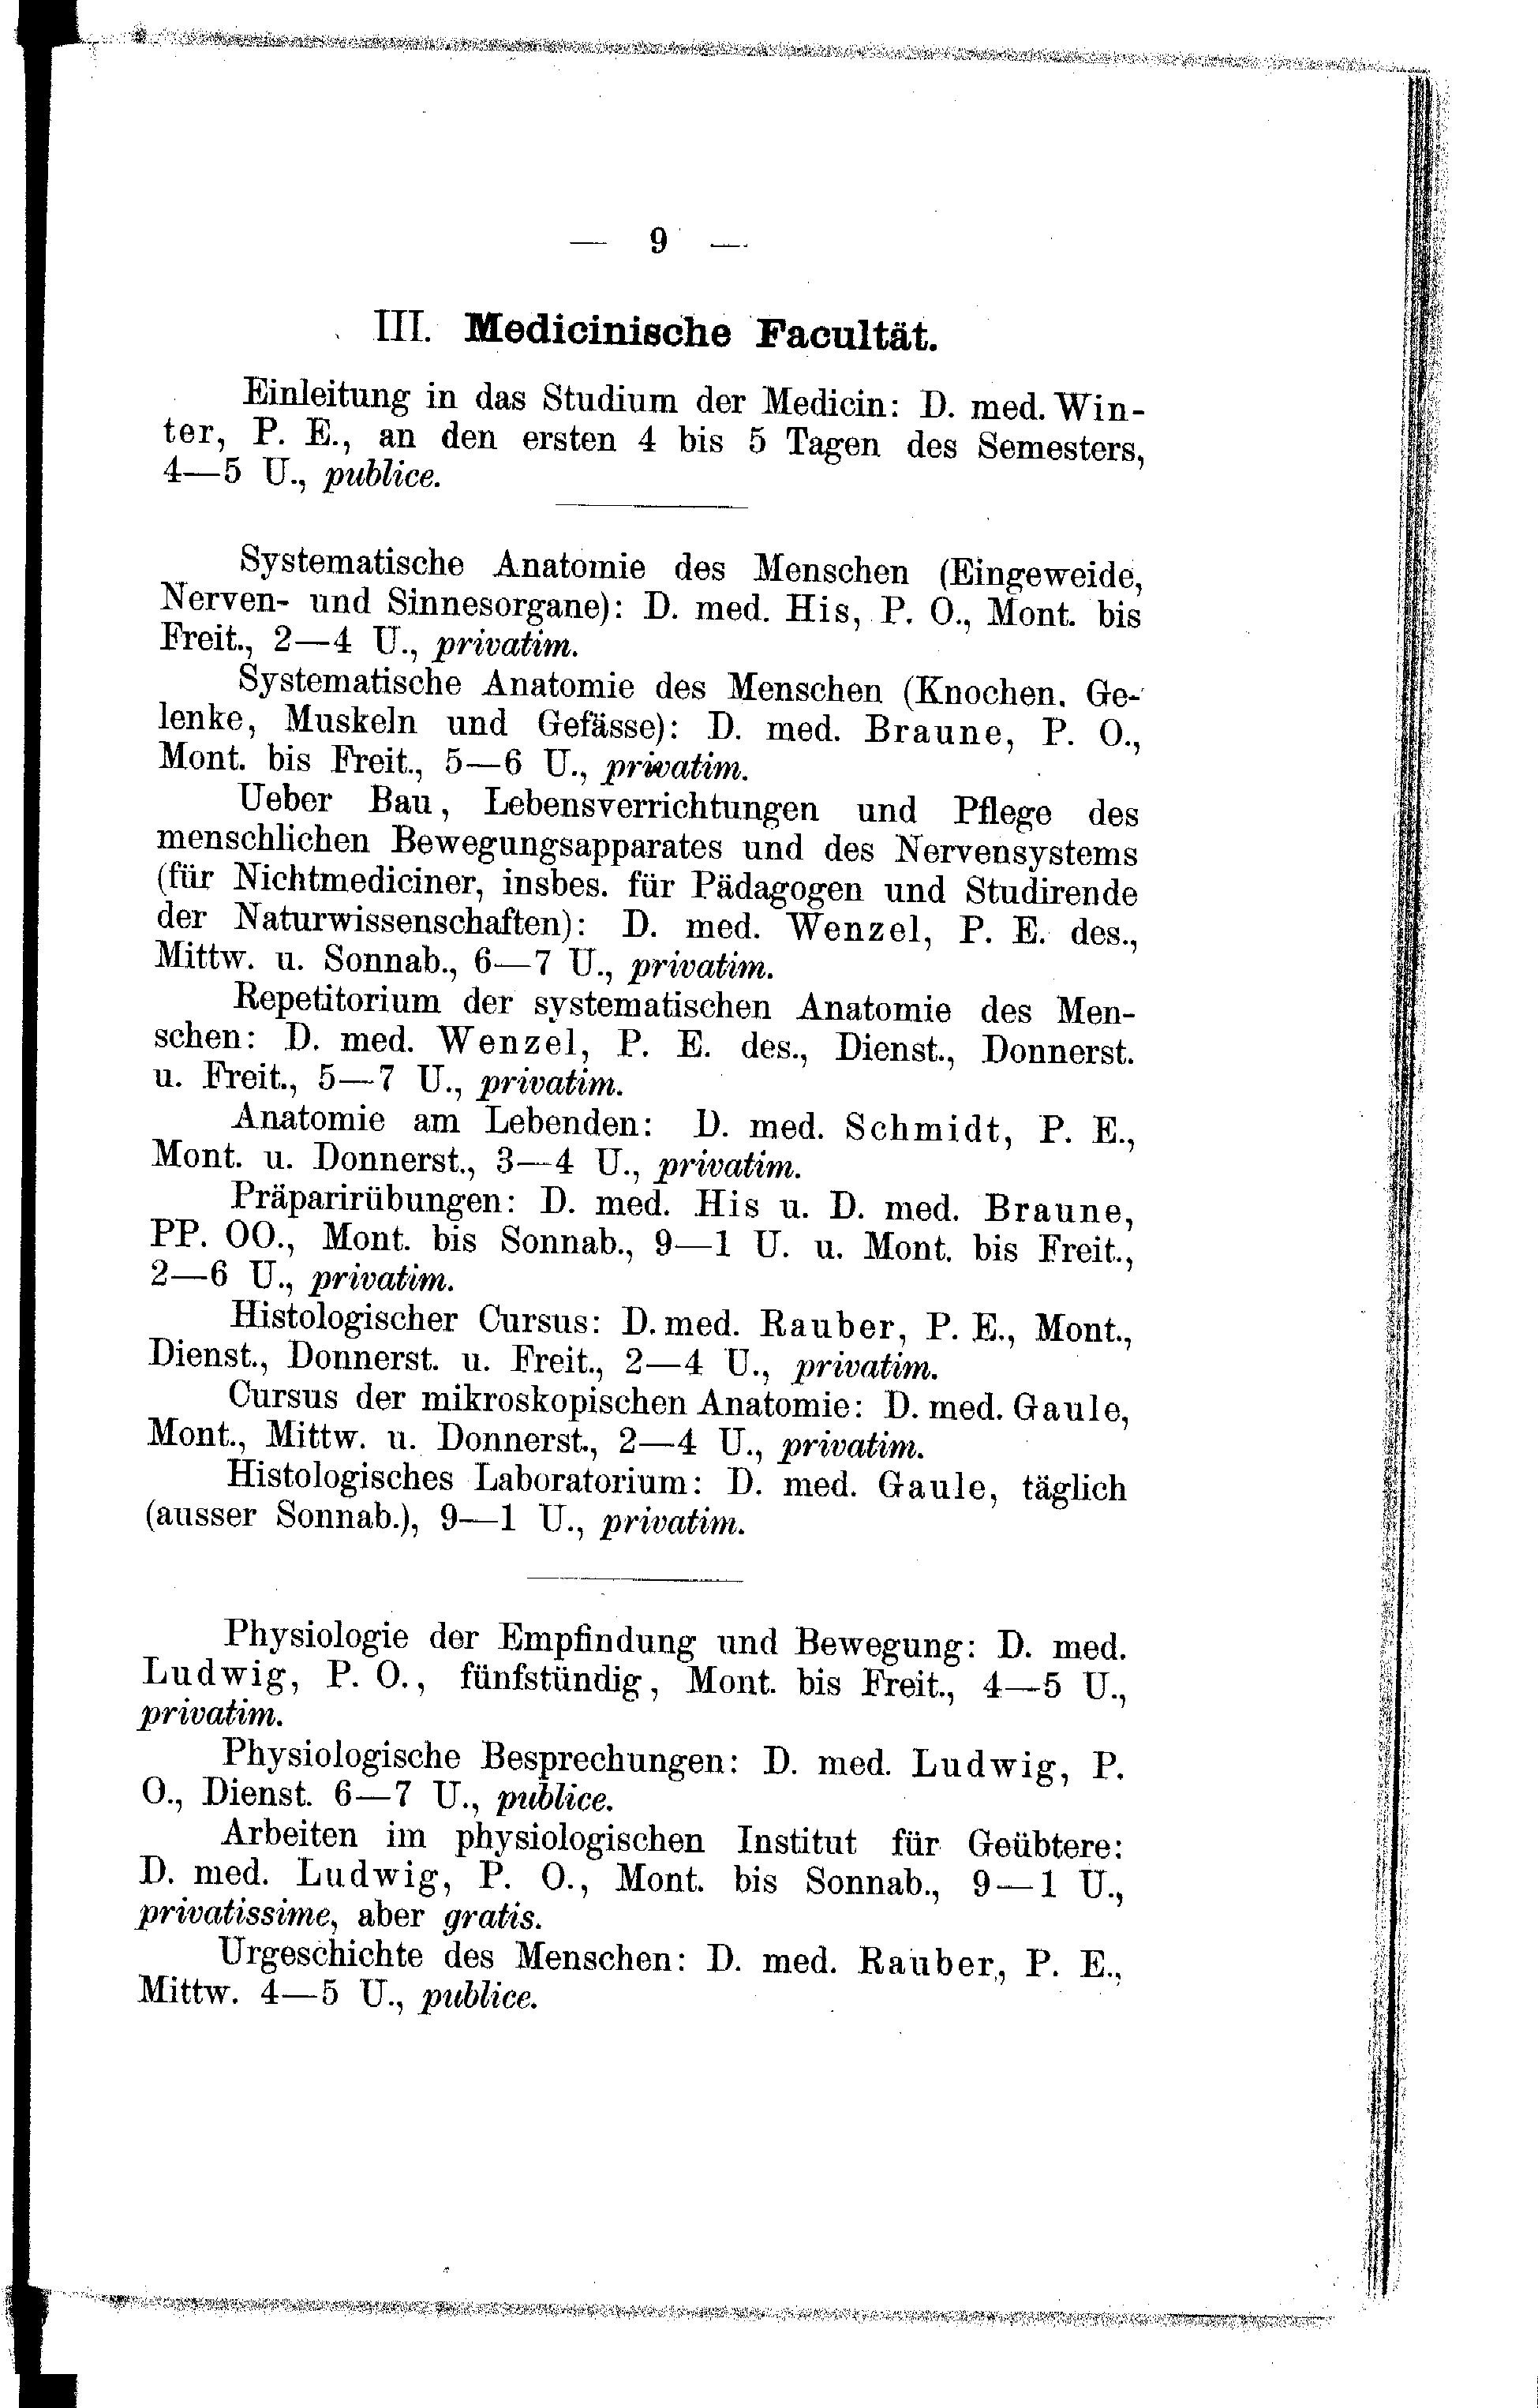 — 9 —
III. Medicinische Facultät.
Einleitung in das Studium der Medicin: D. med. Win-
ter, P. E., an den ersten 4 bis 5 Tagen des Semesters,
4—5 U., publice.
Systematische Anatomie des Menschen (Eingeweide,
Nerven- und Sinnesorgane): D. med. His, P. O., Mont. bis
Freit., 2—4 U., privatim.
Systematische Anatomie des Menschen (Knochen. Ge-
lenke, Muskeln und Gefässe): D. med. Braune, P. O.,
Mont. bis Freit., 5—6 U., privatim.
Ueber Bau, Lebensverrichtungen und Pflege des
menschlichen Bewegungsapparates und des Nervensystems
(für Nichtmediciner, insbes. für Pädagogen und Studirende
der Naturwissenschaften): D. med. Wenzel, P. E. des.,
Mittw. u. Sonnab., 6—7 U., privatim.
Repetitorium der systematischen Anatomie des Men-
schen: D. med. Wenzel, P. E. des., Dienst., Donnerst.
u. Freit., 5—7 U., privatim.
Anatomie am Lebenden: D. med. Schmidt, P. E.,
Mont. u. Donnerst., 3—4 U., privatim.
Präparirübungen: D. med. His u. D. med. Braune,
PP. OO., Mont. bis Sonnab., 9—1 U. u. Mont. bis Freit.,
2—6 U., privatim.
Histologischer Cursus: D. med. Rauber, P. E., Mont.,
Dienst., Donnerst. u. Freit., 2—4 U., privatim.
Cursus der mikroskopischen Anatomie: D. med. Gaule,
Mont., Mittw. u. Donnerst., 2—4 U., privatim.
Histologisches Laboratorium: D. med. Gaule, täglich
(ausser Sonnab.), 9—1 U., privatim.
Physiologie der Empfindung und Bewegung: D. med.
Ludwig, P. O., fünfstündig, Mont. bis Freit., 4—5 U.,
privatim.
Physiologische Besprechungen: D. med. Ludwig, P.
O., Dienst. 6—7 U., publice.
Arbeiten im physiologischen Institut für Geübtere:
D. med. Ludwig, P. O., Mont. bis Sonnab., 9—1 U.,
privatissime, aber gratis.
Urgeschichte des Menschen: D. med. Rauber, P. E.,
Mittw. 4—5 U., publice.